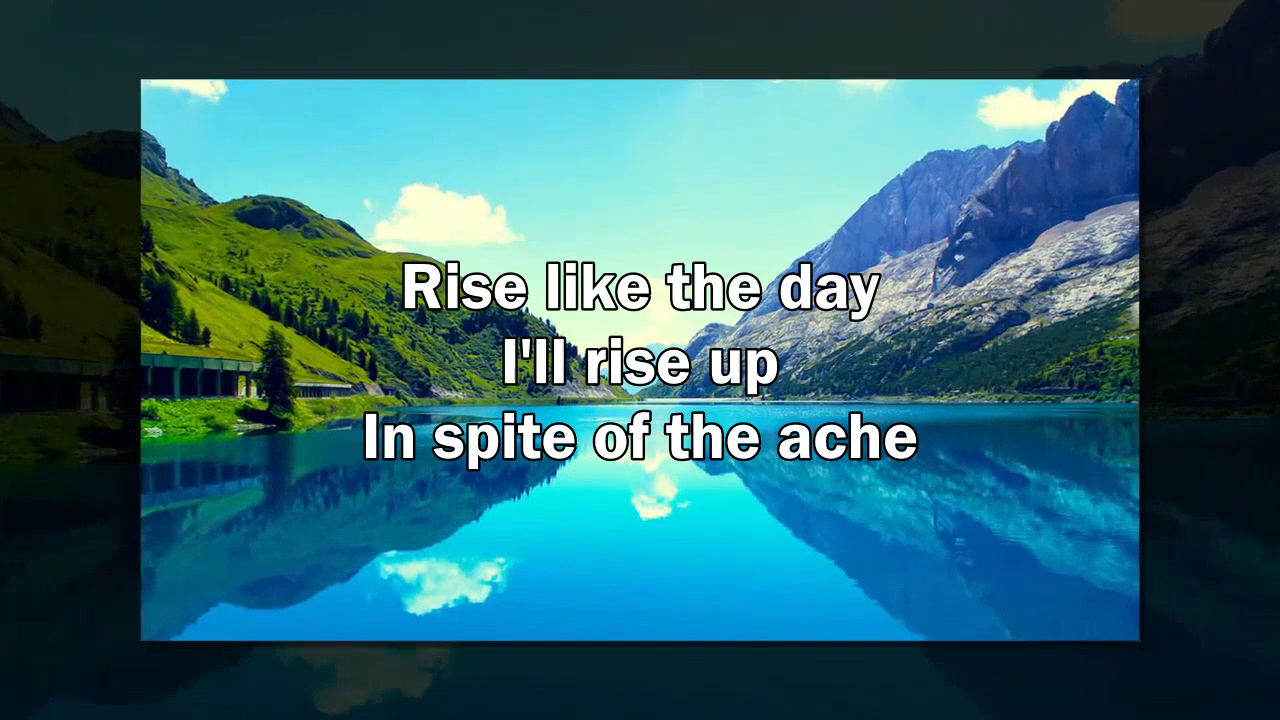 Rise like the day
I'll rise up
In spite of the ache